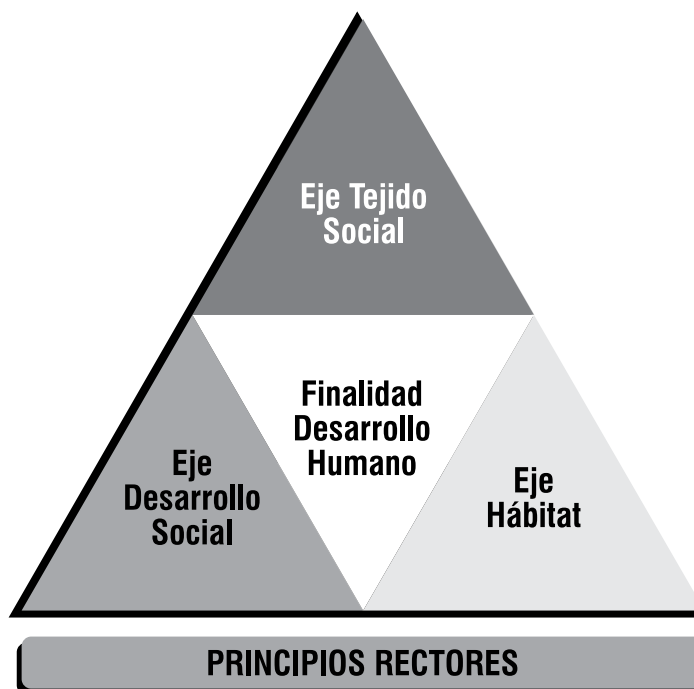 Eje Tejido
Social
Finalidad
Desarrollo
Humano
Eje
Desarrollo
Social
Eje
Hábitat
PRINCIPIOS RECTORES